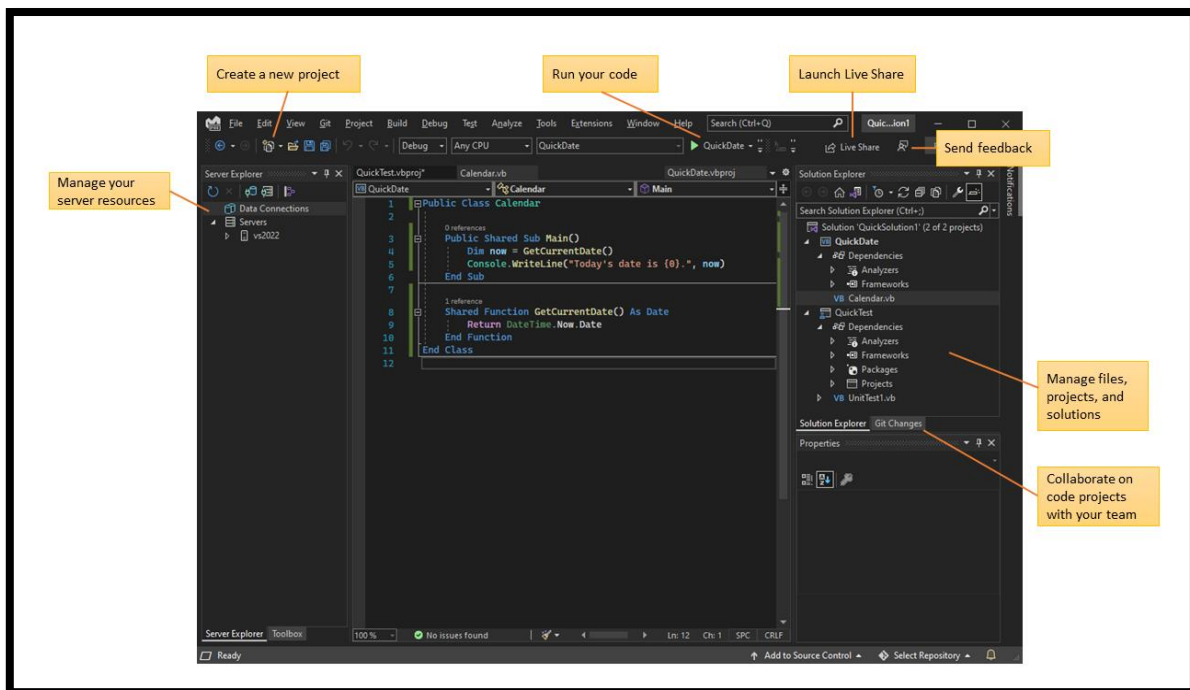 Create a new project
Run your code
Launch Live Share
File Edit View Git Project Build Debug Test Analyze Tools Extensions Window Help Search (Ctrl+Q) Quic...ion1
Debug Any CPU QuickDate QuickDate Live Share
Send feedback
Manage your
server resources
Server Explorer
Data Connections
Servers
vs2022
Server Explorer Toolbox
QuickTest.vbproj* Calendar.vb QuickDate.vbproj
QuickDate Calendar Main
1 Public Class Calendar
2
0 references
3 Public Shared Sub Main()
4 Dim now = GetCurrentDate()
5 Console.WriteLine("Today's date is {0}.", now)
6 End Sub
7
1 reference
8 Shared Function GetCurrentDate() As Date
9 Return DateTime.Now.Date
10 End Function
11 End Class
12
100 % No issues found Ln: 12 Ch: 1 SPC CRLF
Solution Explorer
Search Solution Explorer (Ctrl+;)
Solution 'QuickSolution1' (2 of 2 projects)
VB QuickDate
Dependencies
Analyzers
Frameworks
VB Calendar.vb
QuickTest
Dependencies
Analyzers
Frameworks
Packages
Projects
VB UnitTest1.vb
Solution Explorer Git Changes
Properties
Notifications
Manage files,
projects, and
solutions
Collaborate on
code projects
with your team
Ready Add to Source Control Select Repository